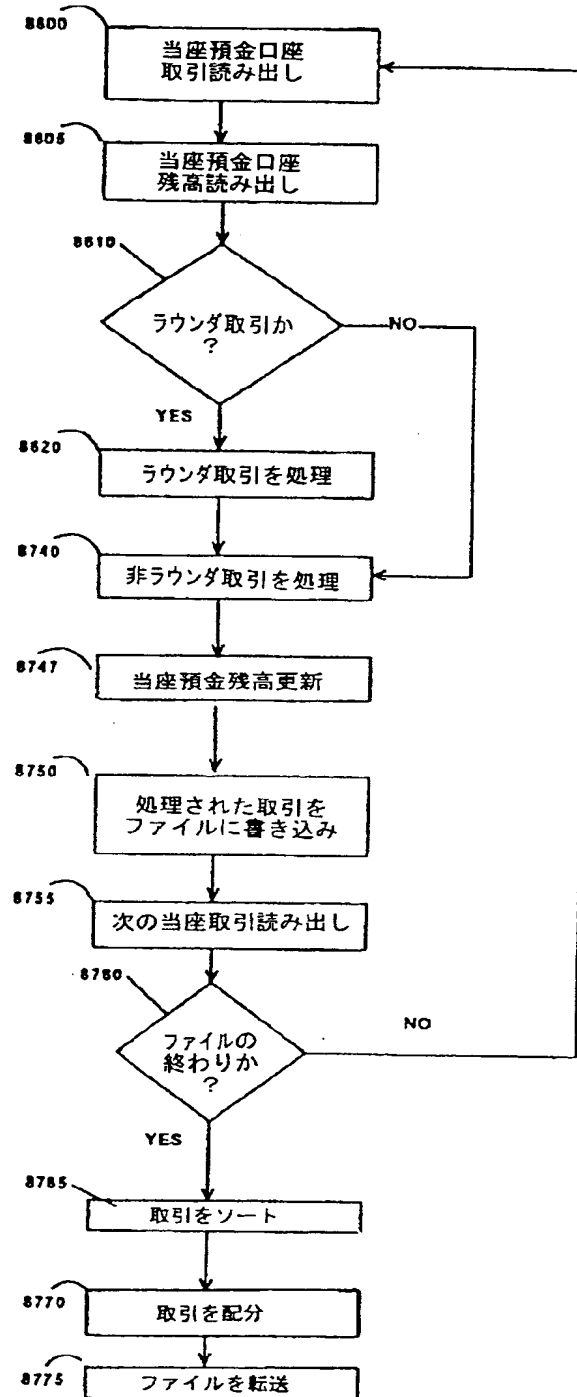 8600
当座預金口座
取引読み出し
8605
当座預金口座
残高読み出し
8610
ラウンダ取引か
?
NO
YES
8620
ラウンダ取引を処理
8740
非ラウンダ取引を処理
8747
当座預金残高更新
8750
処理された取引を
ファイルに書き込み
8755
次の当座取引読み出し
8760
ファイルの
終わりか
?
NO
YES
8765
取引をソート
8770
取引を配分
8775
ファイルを転送